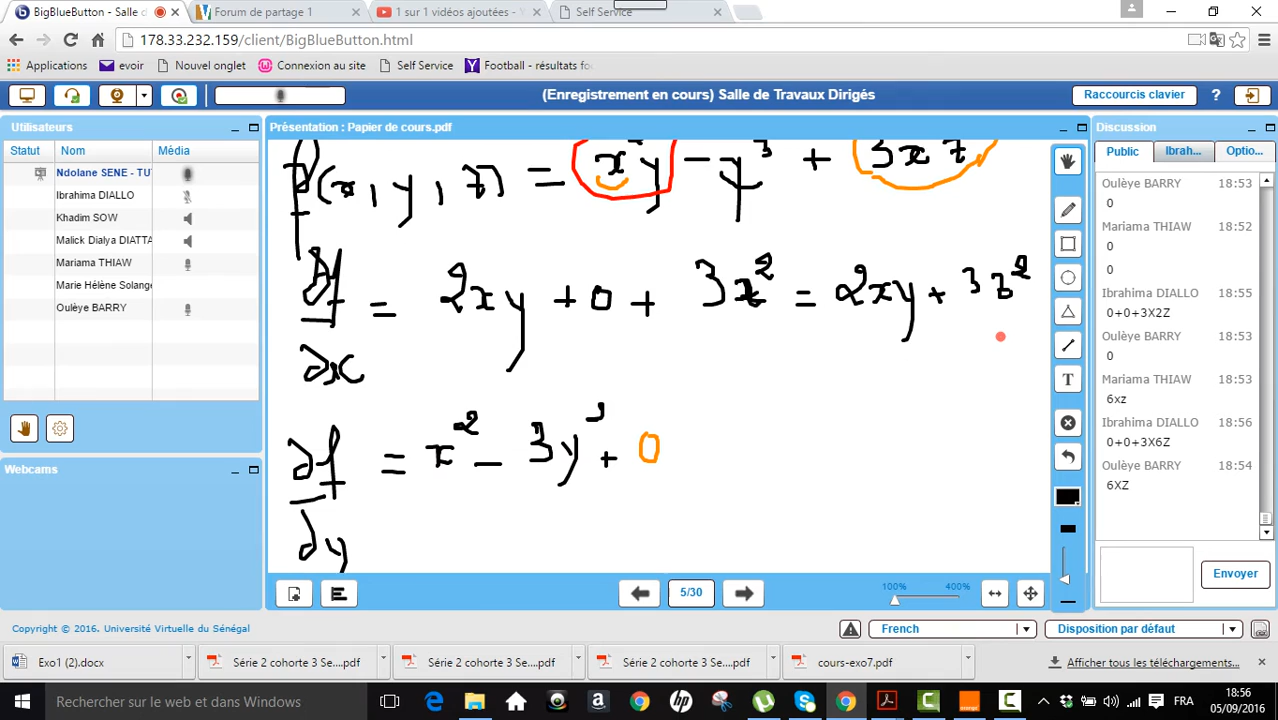 BigBlueButton - Salle d
Forum de partage 1
1 sur 1 vidéos ajoutées - Y
Self Service
178.33.232.159/client/BigBlueButton.html
Applications evoir Nouvel onglet Connexion au site Self Service Football - résultats fo
(Enregistrement en cours) Salle de Travaux Dirigés
Raccourcis clavier ?
Utilisateurs
Statut Nom Média
Ndolane SENE - TU
Ibrahima DIALLO
Khadim SOW
Malick Dialya DIATTA
Mariama THIAW
Marie Hélène Solange
Oulèye BARRY
Webcams
Présentation : Papier de cours.pdf
f(x, y, z) = x²y - y³ + 3xz
∂f/∂x = 2xy + 0 + 3z² = 2xy + 3z²
∂f/∂y = x² - 3y² + 0
5/30
100% 400%
Discussion
Public Ibrah... Optio...
Oulèye BARRY 18:53
0
Mariama THIAW 18:52
0
0
Ibrahima DIALLO 18:55
0+0+3X2Z
Oulèye BARRY 18:53
0
Mariama THIAW 18:53
6xz
Ibrahima DIALLO 18:56
0+0+3X6Z
Oulèye BARRY 18:54
6XZ
Envoyer
Copyright © 2016. Université Virtuelle du Sénégal
French
Disposition par défaut
Exo1 (2).docx
Série 2 cohorte 3 Se....pdf
Série 2 cohorte 3 Se....pdf
Série 2 cohorte 3 Se....pdf
cours-exo7.pdf
Afficher tous les téléchargements...
Rechercher sur le web et dans Windows
FRA
18:56
05/09/2016